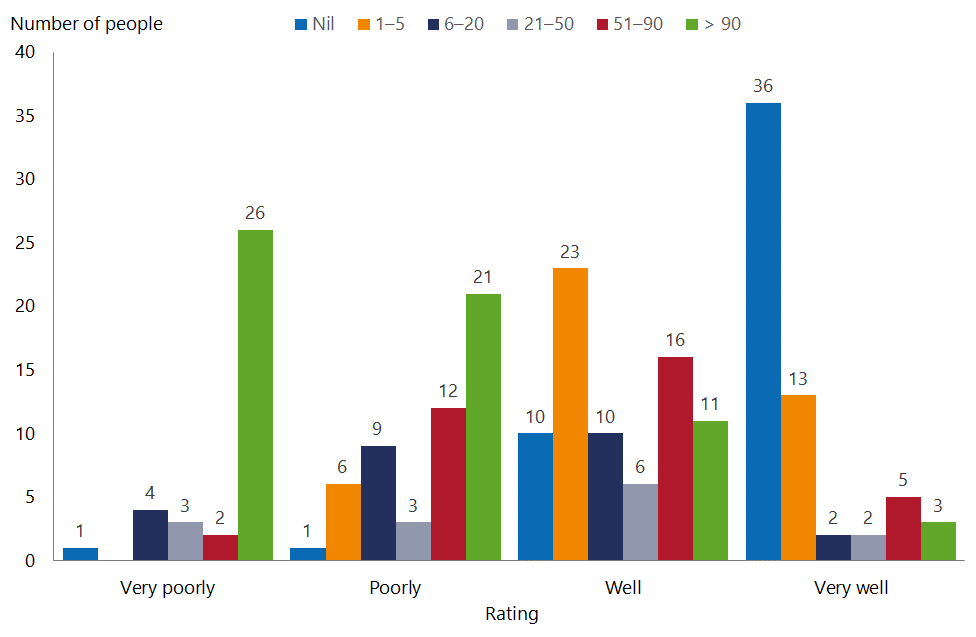 Number of people
Nil 1–5 6–20 21–50 51–90 > 90
40
35
30
25
20
15
10
5
0
1 4 3 2 26
1 6 9 3 12 21
10 23 10 6 16 11
36 13 2 2 5 3
Very poorly Poorly Well Very well
Rating